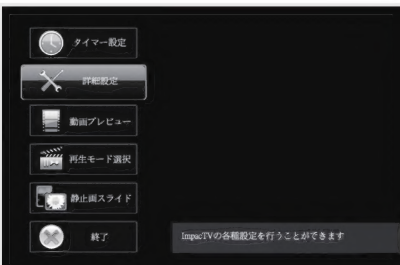 タイマー設定
詳細設定
動画プレビュー
再生モード選択
静止画スライド
終了
ImpacTVの各種設定を行うことができます